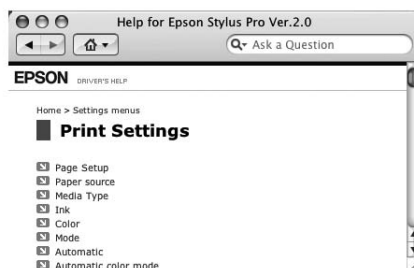 Help for Epson Stylus Pro Ver.2.0
Ask a Question
EPSON DRIVER'S HELP
Home > Settings menus
Print Settings
Page Setup
Paper source
Media Type
Ink
Color
Mode
Automatic
Automatic color mode